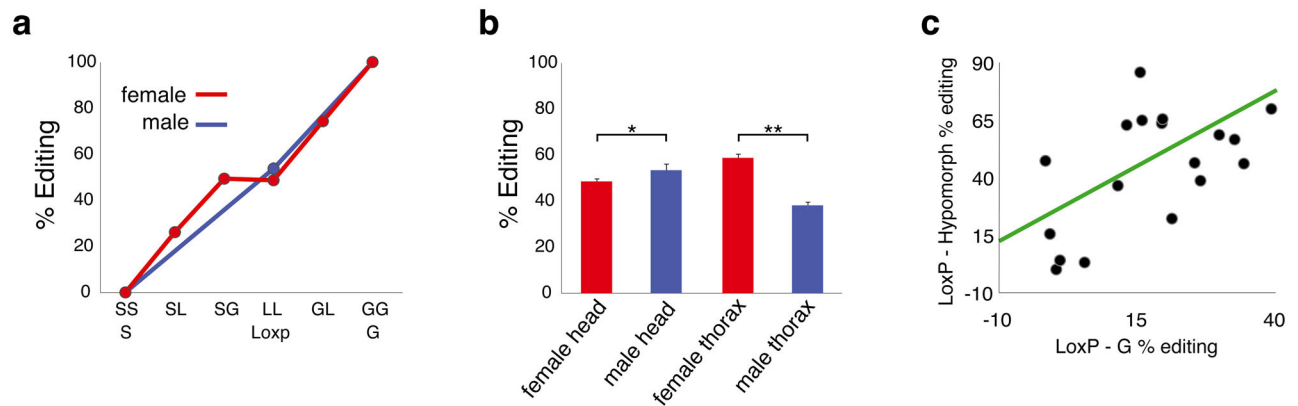 a
% Editing
100
80
60
40
20
0
female
male
SS SL SG LL GL GG
S Loxp G
b
% Editing
100
80
60
40
20
0
* **
female head
male head
female thorax
male thorax
c
LoxP - Hypomorph % editing
90
65
40
15
-10
-10 15 40
LoxP - G % editing